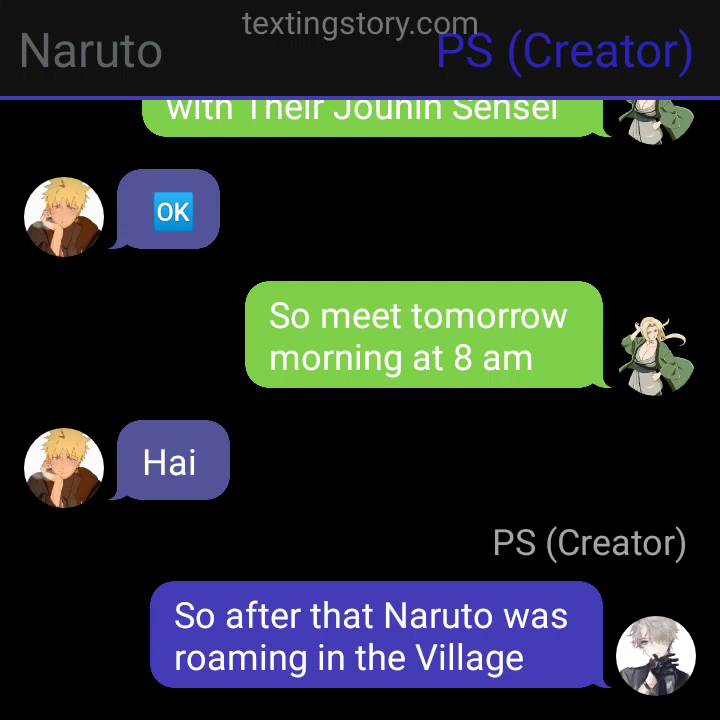 textingstory.com
Naruto
PS (Creator)
with Their Jounin Sensei
🆗
So meet tomorrow
morning at 8 am
Hai
PS (Creator)
So after that Naruto was
roaming in the Village